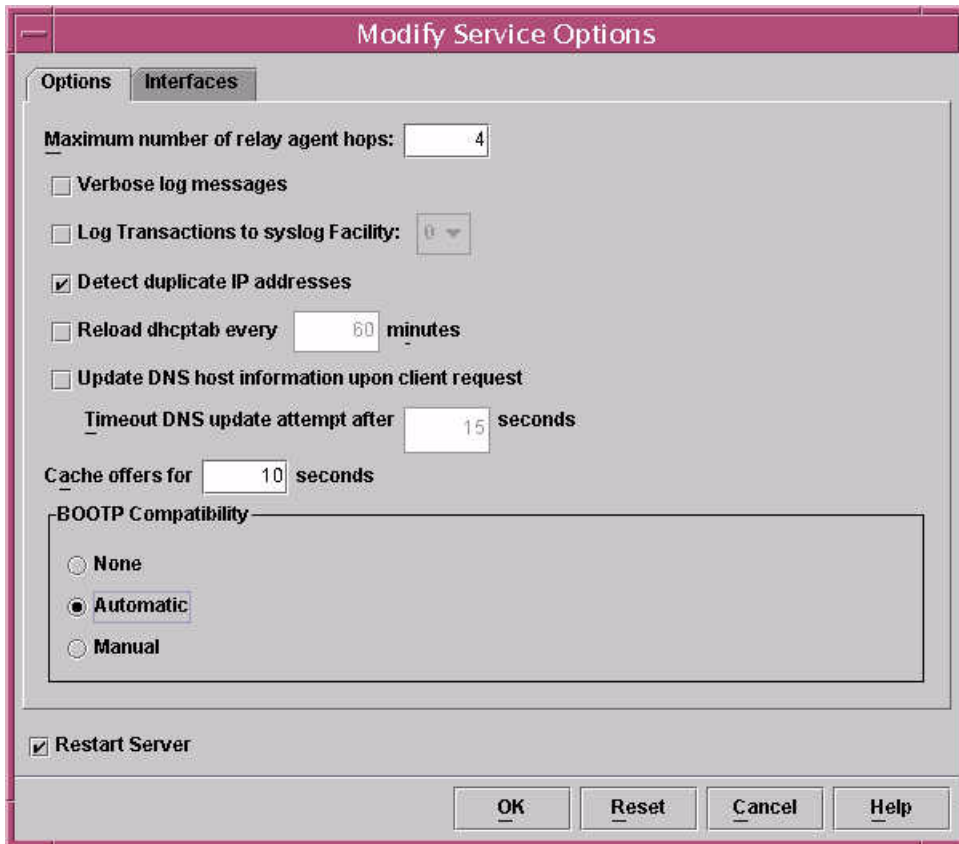 Modify Service Options
Options Interfaces
Maximum number of relay agent hops: 4
Verbose log messages
Log Transactions to syslog Facility: 0
Detect duplicate IP addresses
Reload dhcptab every 60 minutes
Update DNS host information upon client request
Timeout DNS update attempt after 15 seconds
Cache offers for 10 seconds
BOOTP Compatibility
None
Automatic
Manual
Restart Server
OK Reset Cancel Help